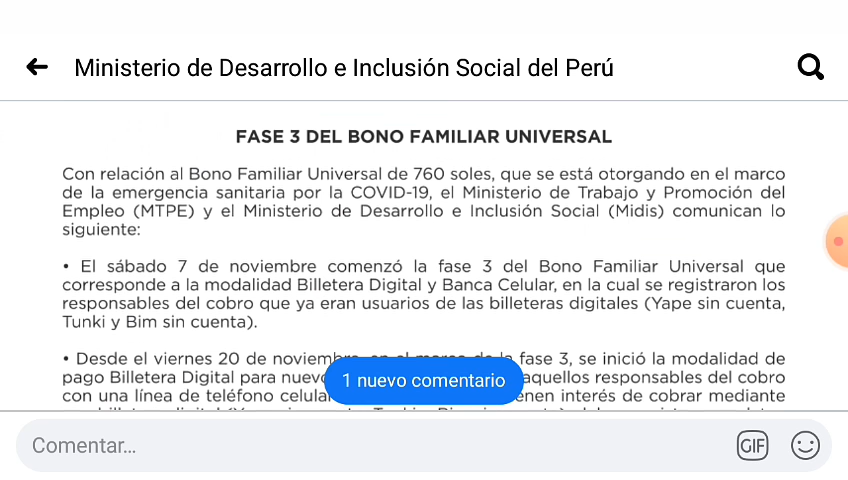 Ministerio de Desarrollo e Inclusión Social del Perú
FASE 3 DEL BONO FAMILIAR UNIVERSAL
Con relación al Bono Familiar Universal de 760 soles, que se está otorgando en el marco
de la emergencia sanitaria por la COVID-19, el Ministerio de Trabajo y Promoción del
Empleo (MTPE) y el Ministerio de Desarrollo e Inclusión Social (Midis) comunican lo
siguiente:
• El sábado 7 de noviembre comenzó la fase 3 del Bono Familiar Universal que
corresponde a la modalidad Billetera Digital y Banca Celular, en la cual se registraron los
responsables del cobro que ya eran usuarios de las billeteras digitales (Yape sin cuenta,
Tunki y Bim sin cuenta).
• Desde el viernes 20 de noviembre, en el marco de la fase 3, se inició la modalidad de
pago Billetera Digital para aquellos responsables del cobro
con una línea de teléfono interés de cobrar mediante
1 nuevo comentario
Comentar...
GIF